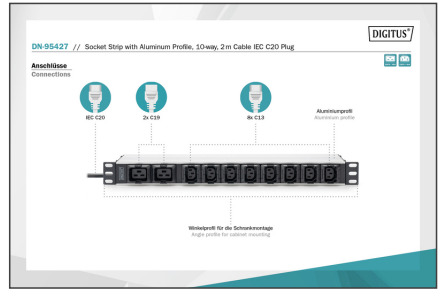 DIGITUS®
DN-95427 // Socket Strip with Aluminum Profile, 10-way, 2 m Cable IEC C20 Plug
Anschlüsse
Connections
IEC C20
2x C19
8x C13
Aluminiumprofil
Aluminum profile
Winkelprofil für die Schrankmontage
Angle profile for cabinet mounting